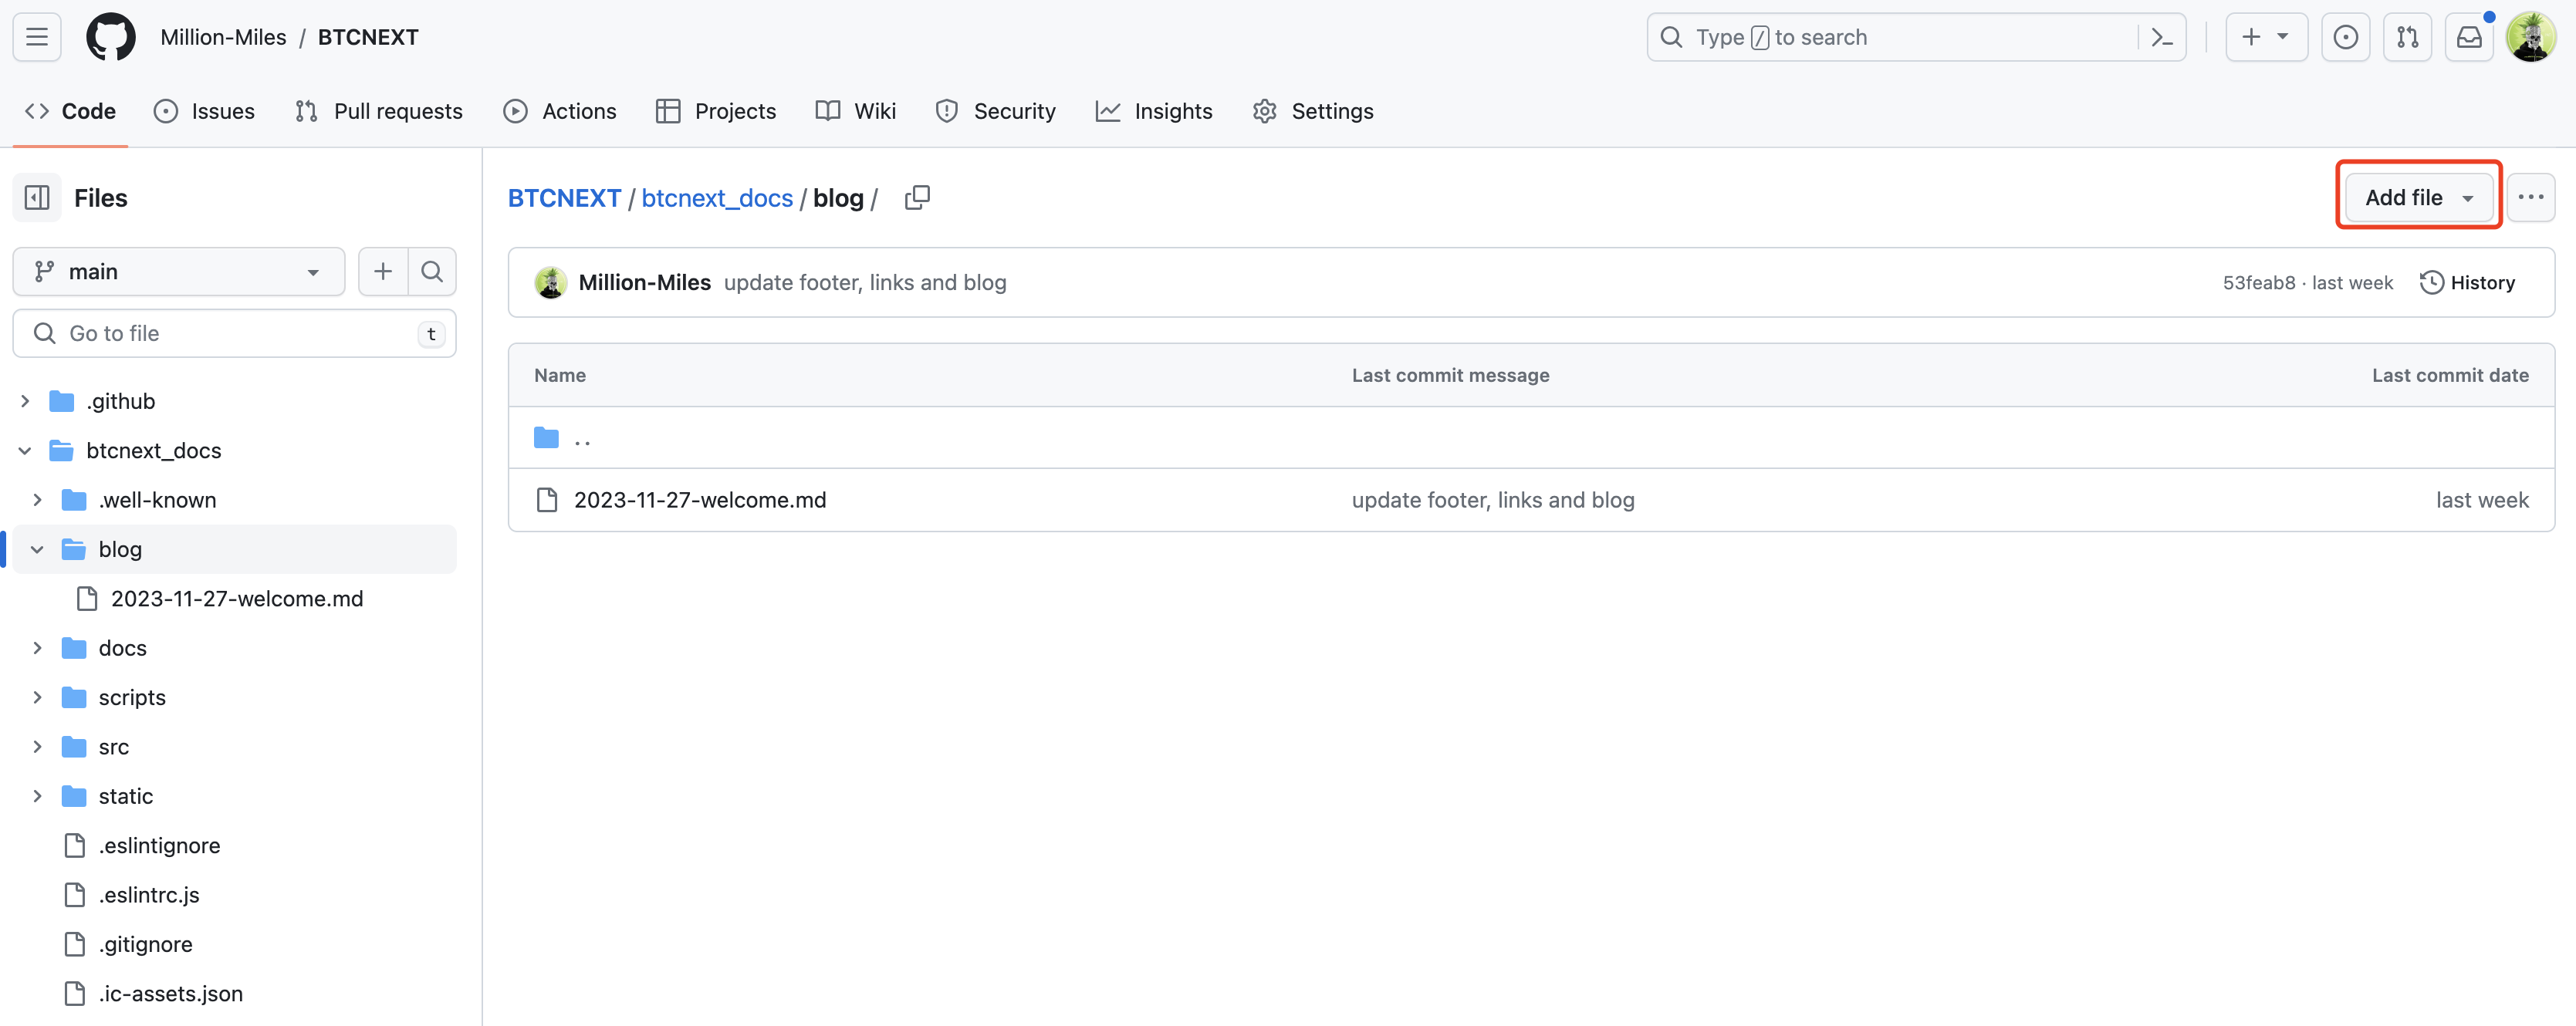 Million-Miles / BTCNEXT
Type / to search
Code Issues Pull requests Actions Projects Wiki Security Insights Settings
Files
main
Go to file t
.github
btcnext_docs
.well-known
blog
2023-11-27-welcome.md
docs
scripts
src
static
.eslintignore
.eslintrc.js
.gitignore
.ic-assets.json
BTCNEXT / btcnext_docs / blog /
Add file
Million-Miles update footer, links and blog 53feab8 · last week History
Name Last commit message Last commit date
..
2023-11-27-welcome.md update footer, links and blog last week